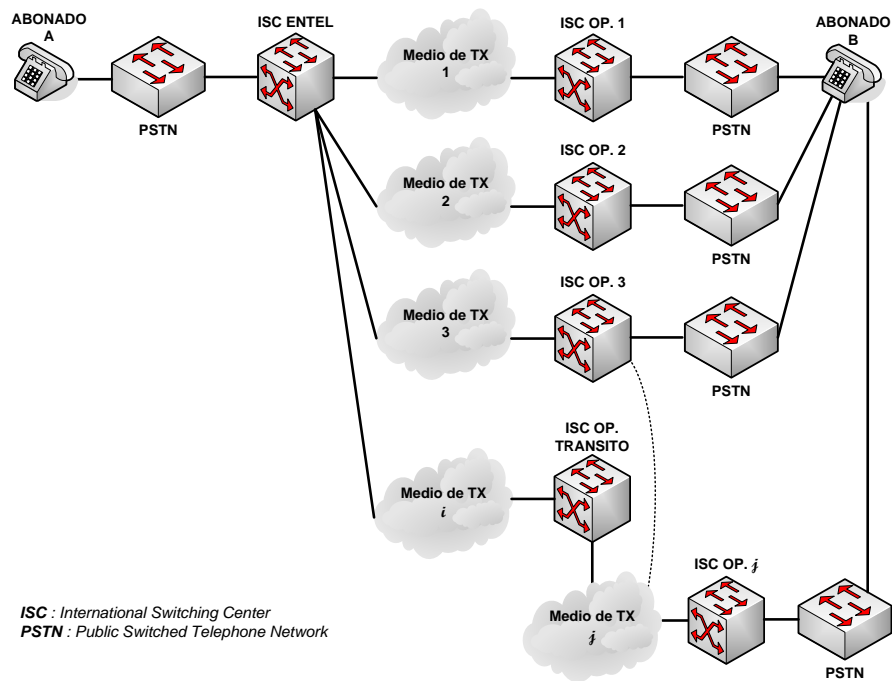 ABONADO
A
ISC ENTEL
ISC OP. 1
ABONADO
B
Medio de TX
1
PSTN
PSTN
ISC OP. 2
Medio de TX
2
PSTN
ISC OP. 3
Medio de TX
3
PSTN
ISC OP.
TRANSITO
Medio de TX
i
ISC OP. j
Medio de TX
j
PSTN
ISC : International Switching Center
PSTN : Public Switched Telephone Network